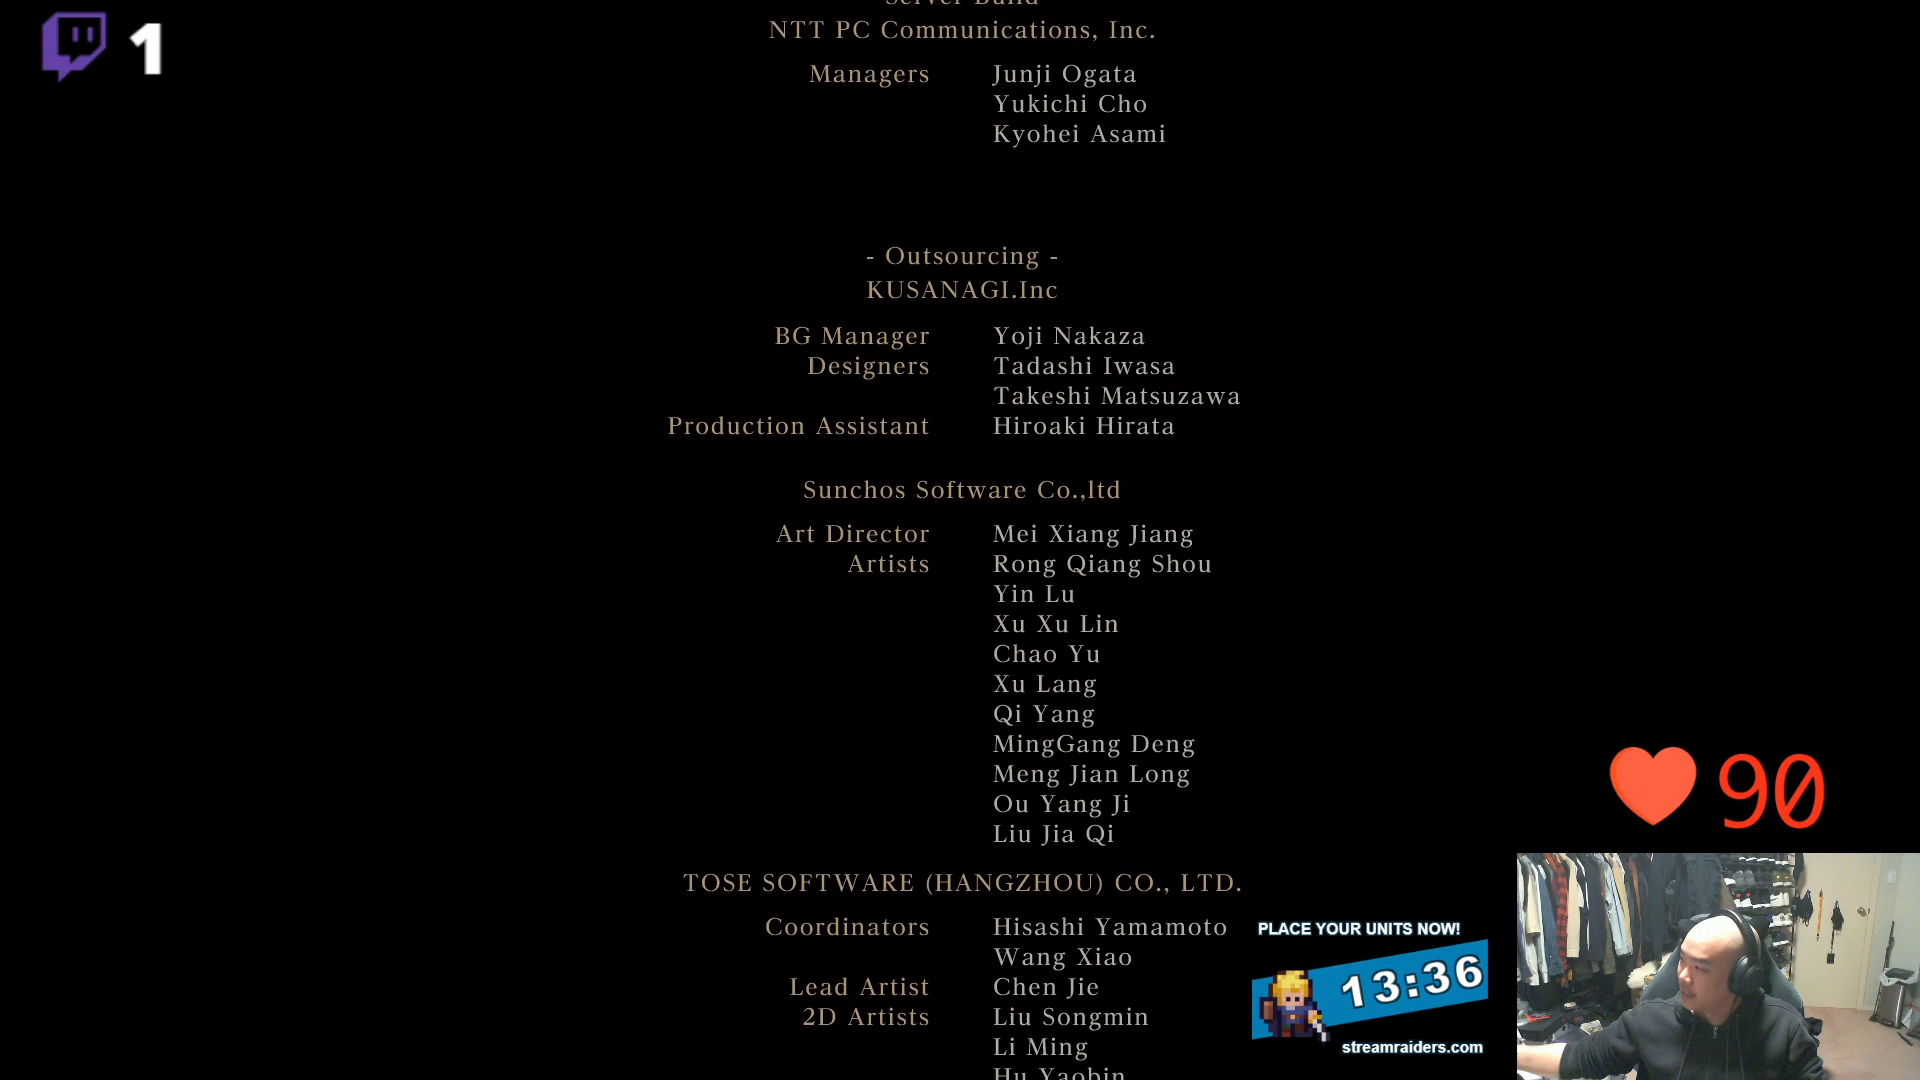 Server Build
1
NTT PC Communications, Inc.
Managers Junji Ogata
Yukichi Cho
Kyohei Asami
- Outsourcing -
KUSANAGI.Inc
BG Manager Yoji Nakaza
Designers Tadashi Iwasa
Takeshi Matsuzawa
Production Assistant Hiroaki Hirata
Sunchos Software Co.,ltd
Art Director Mei Xiang Jiang
Artists Rong Qiang Shou
Yin Lu
Xu Xu Lin
Chao Yu
Xu Lang
Qi Yang
MingGang Deng
Meng Jian Long
Ou Yang Ji
Liu Jia Qi
90
TOSE SOFTWARE (HANGZHOU) CO., LTD.
Coordinators Hisashi Yamamoto
Wang Xiao
Lead Artist Chen Jie
2D Artists Liu Songmin
Li Ming
Hu Yaobin
PLACE YOUR UNITS NOW!
13:36
streamraiders.com